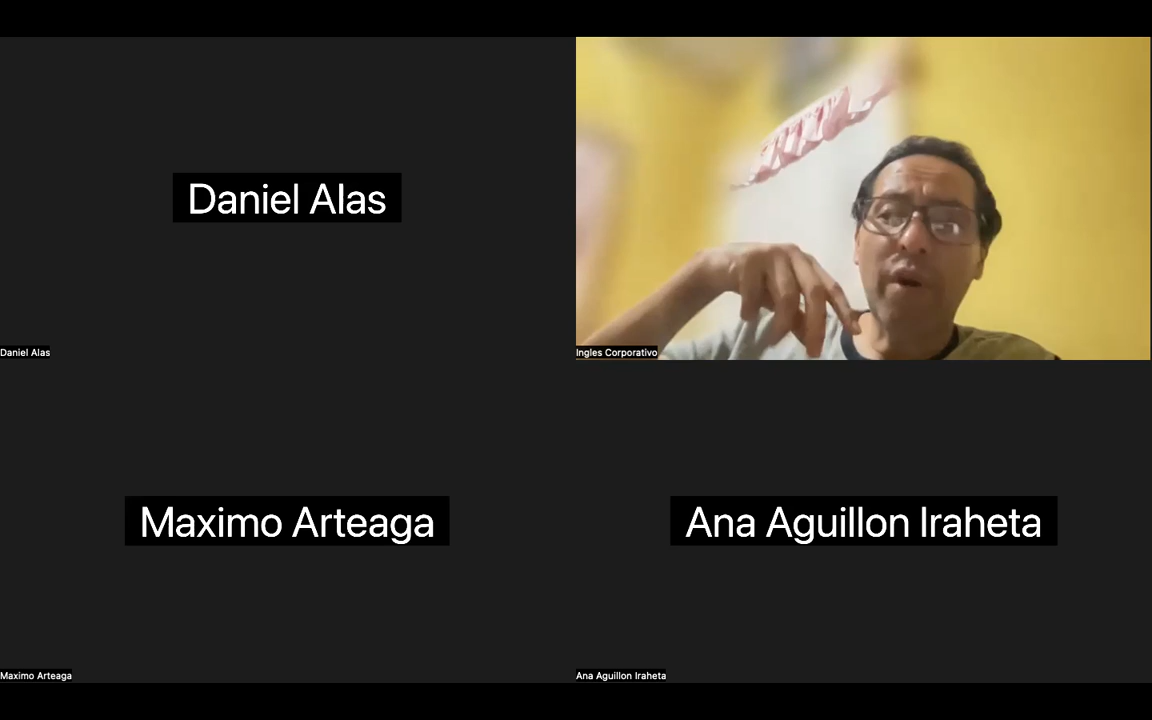 Daniel Alas
Daniel Alas
Ingles Corporativo
Maximo Arteaga
Ana Aguillon Iraheta
Maximo Arteaga
Ana Aguillon Iraheta